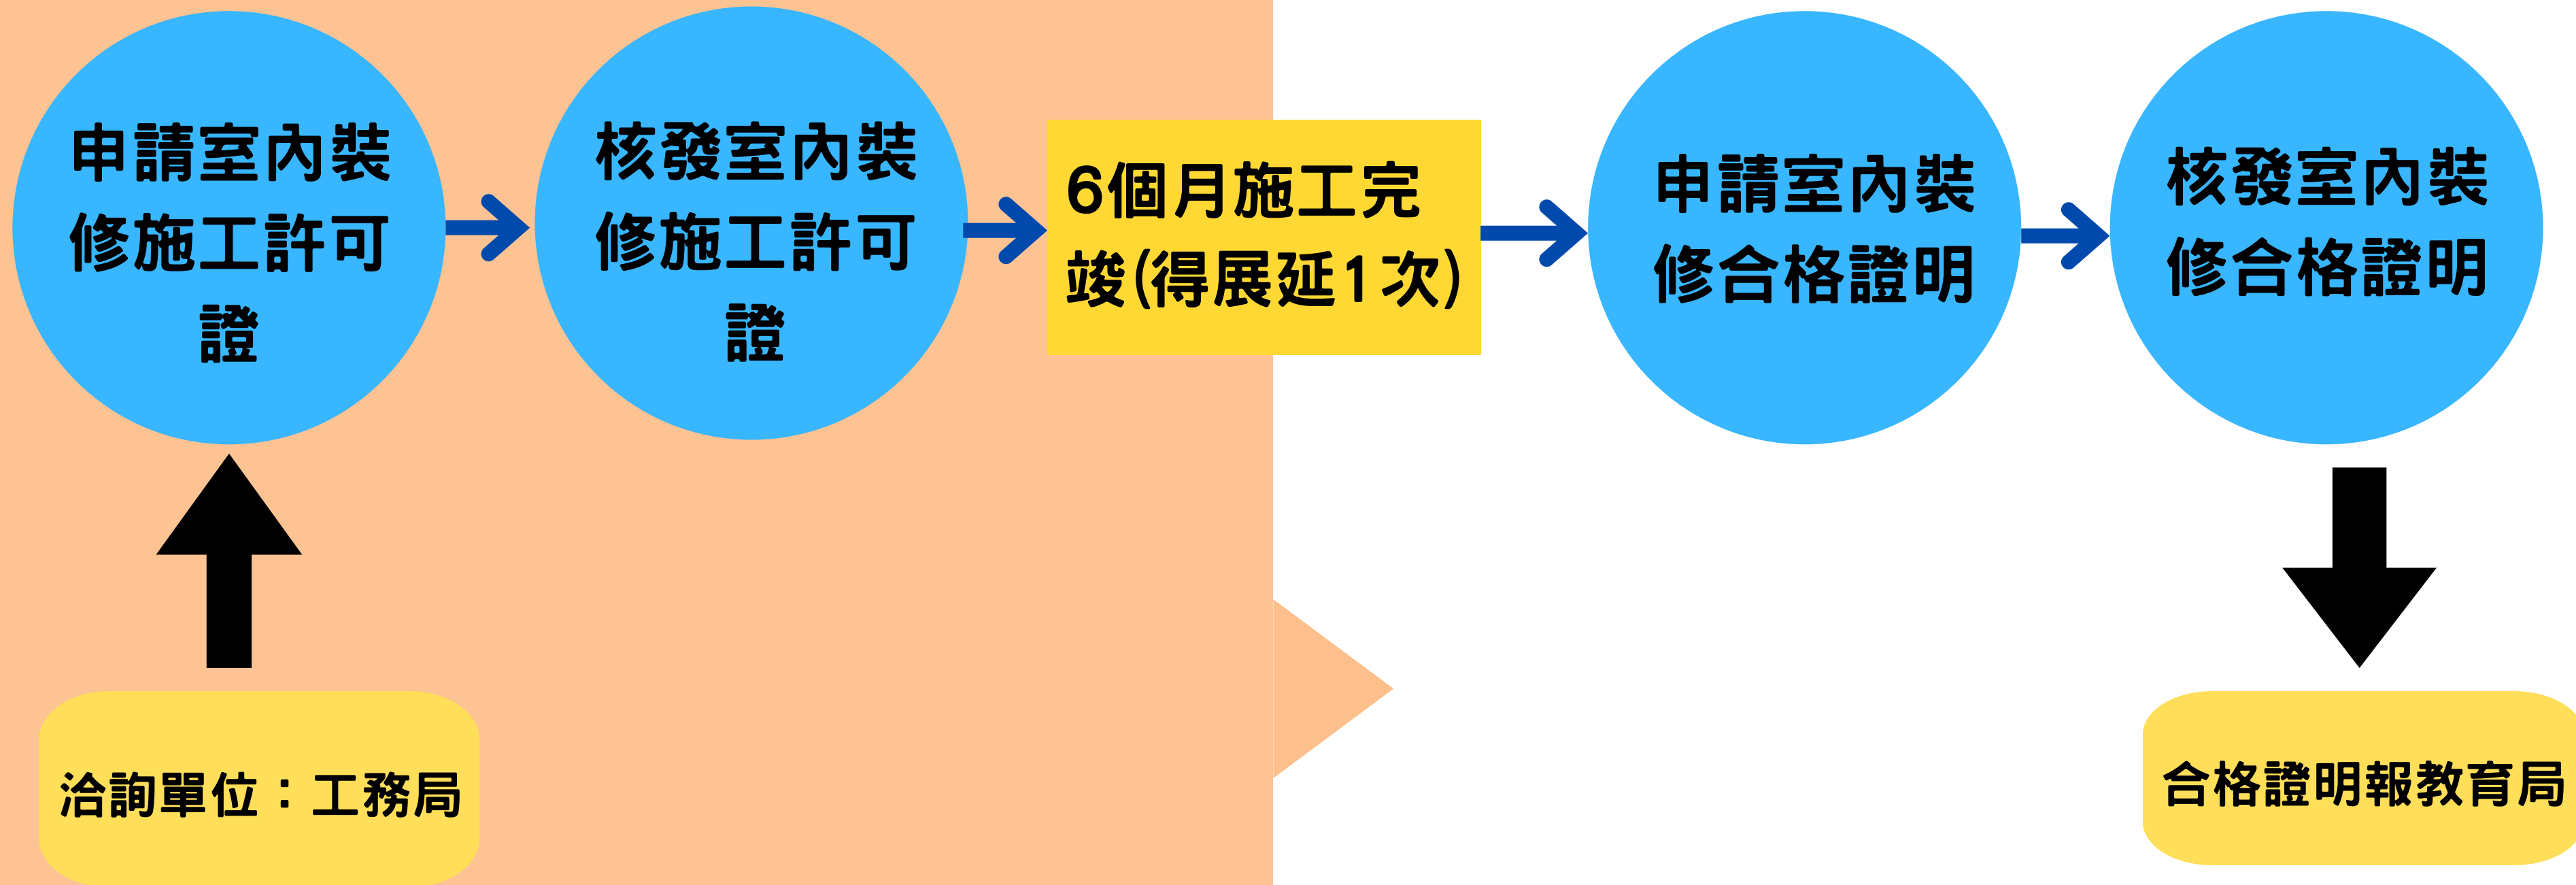 申請室內裝
修施工許可
證
核發室內裝
修施工許可
證
6個月施工完
竣(得展延1次)
申請室內裝
修合格證明
核發室內裝
修合格證明
洽詢單位：工務局
合格證明報教育局